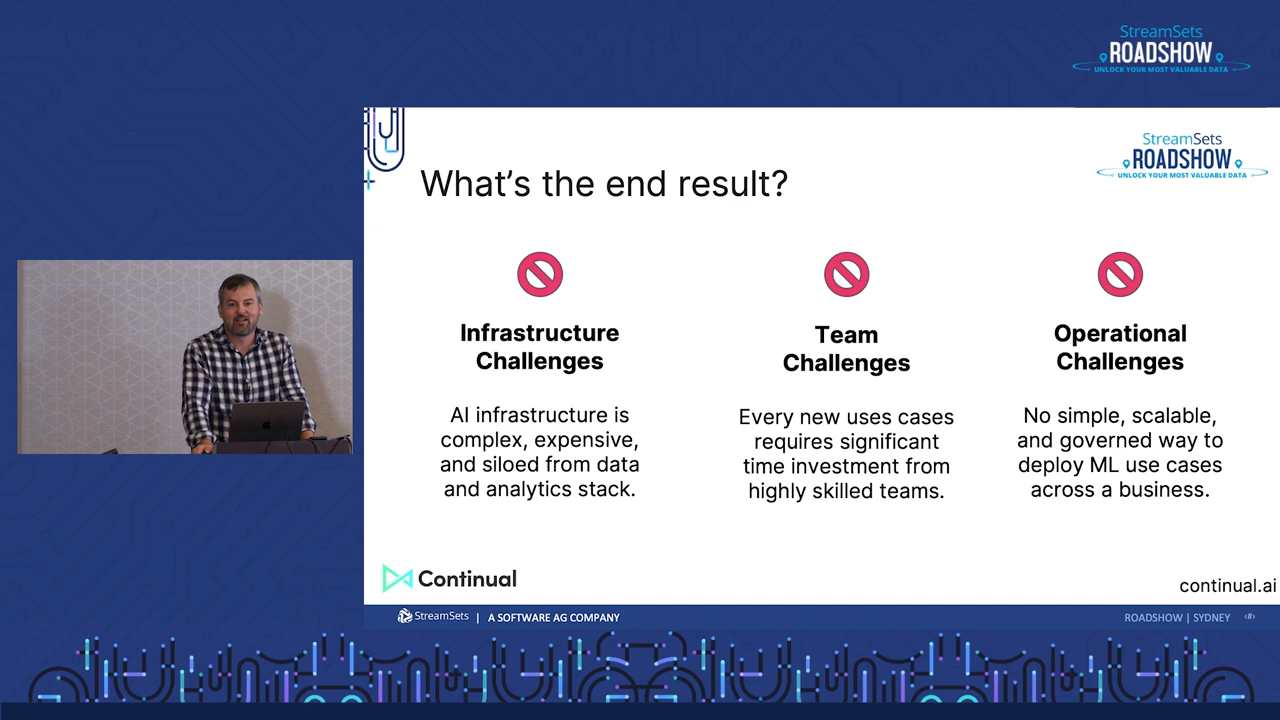 StreamSets
ROADSHOW
UNLOCK YOUR MOST VALUABLE DATA
StreamSets
ROADSHOW
UNLOCK YOUR MOST VALUABLE DATA
What's the end result?
Infrastructure
Challenges
AI infrastructure is
complex, expensive,
and siloed from data
and analytics stack.
Team
Challenges
Every new uses cases
requires significant
time investment from
highly skilled teams.
Operational
Challenges
No simple, scalable,
and governed way to
deploy ML use cases
across a business.
Continual
continual.ai
StreamSets | A SOFTWARE AG COMPANY
ROADSHOW | SYDNEY ‹#›